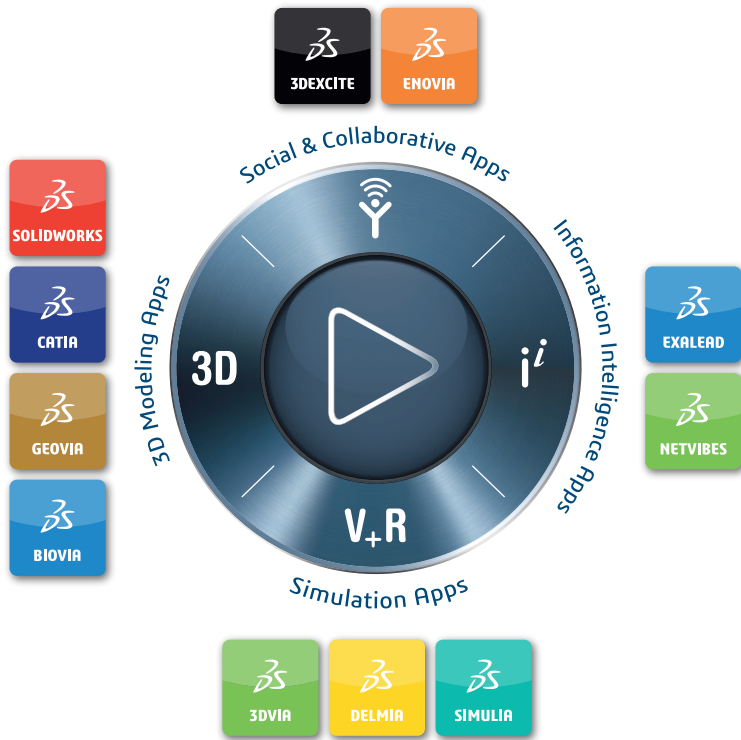 3DEXCITE
ENOVIA
Social & Collaborative Apps
SOLIDWORKS
CATIA
GEOVIA
BIOVIA
3D Modeling Apps
3D
i i
V+R
Information Intelligence Apps
EXALEAD
NETVIBES
Simulation Apps
3DVIA
DELMIA
SIMULIA